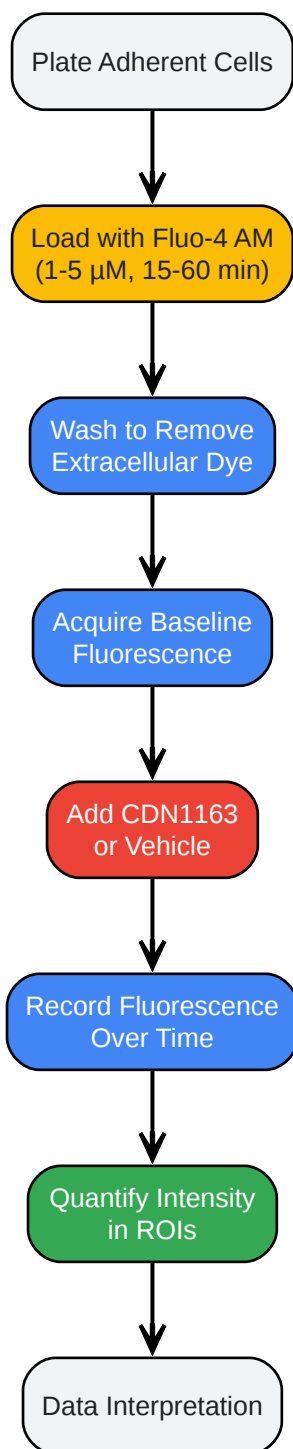 Plate Adherent Cells
Load with Fluo-4 AM
(1-5 µM, 15-60 min)
Wash to Remove
Extracellular Dye
Acquire Baseline
Fluorescence
Add CDN1163
or Vehicle
Record Fluorescence
Over Time
Quantify Intensity
in ROIs
Data Interpretation